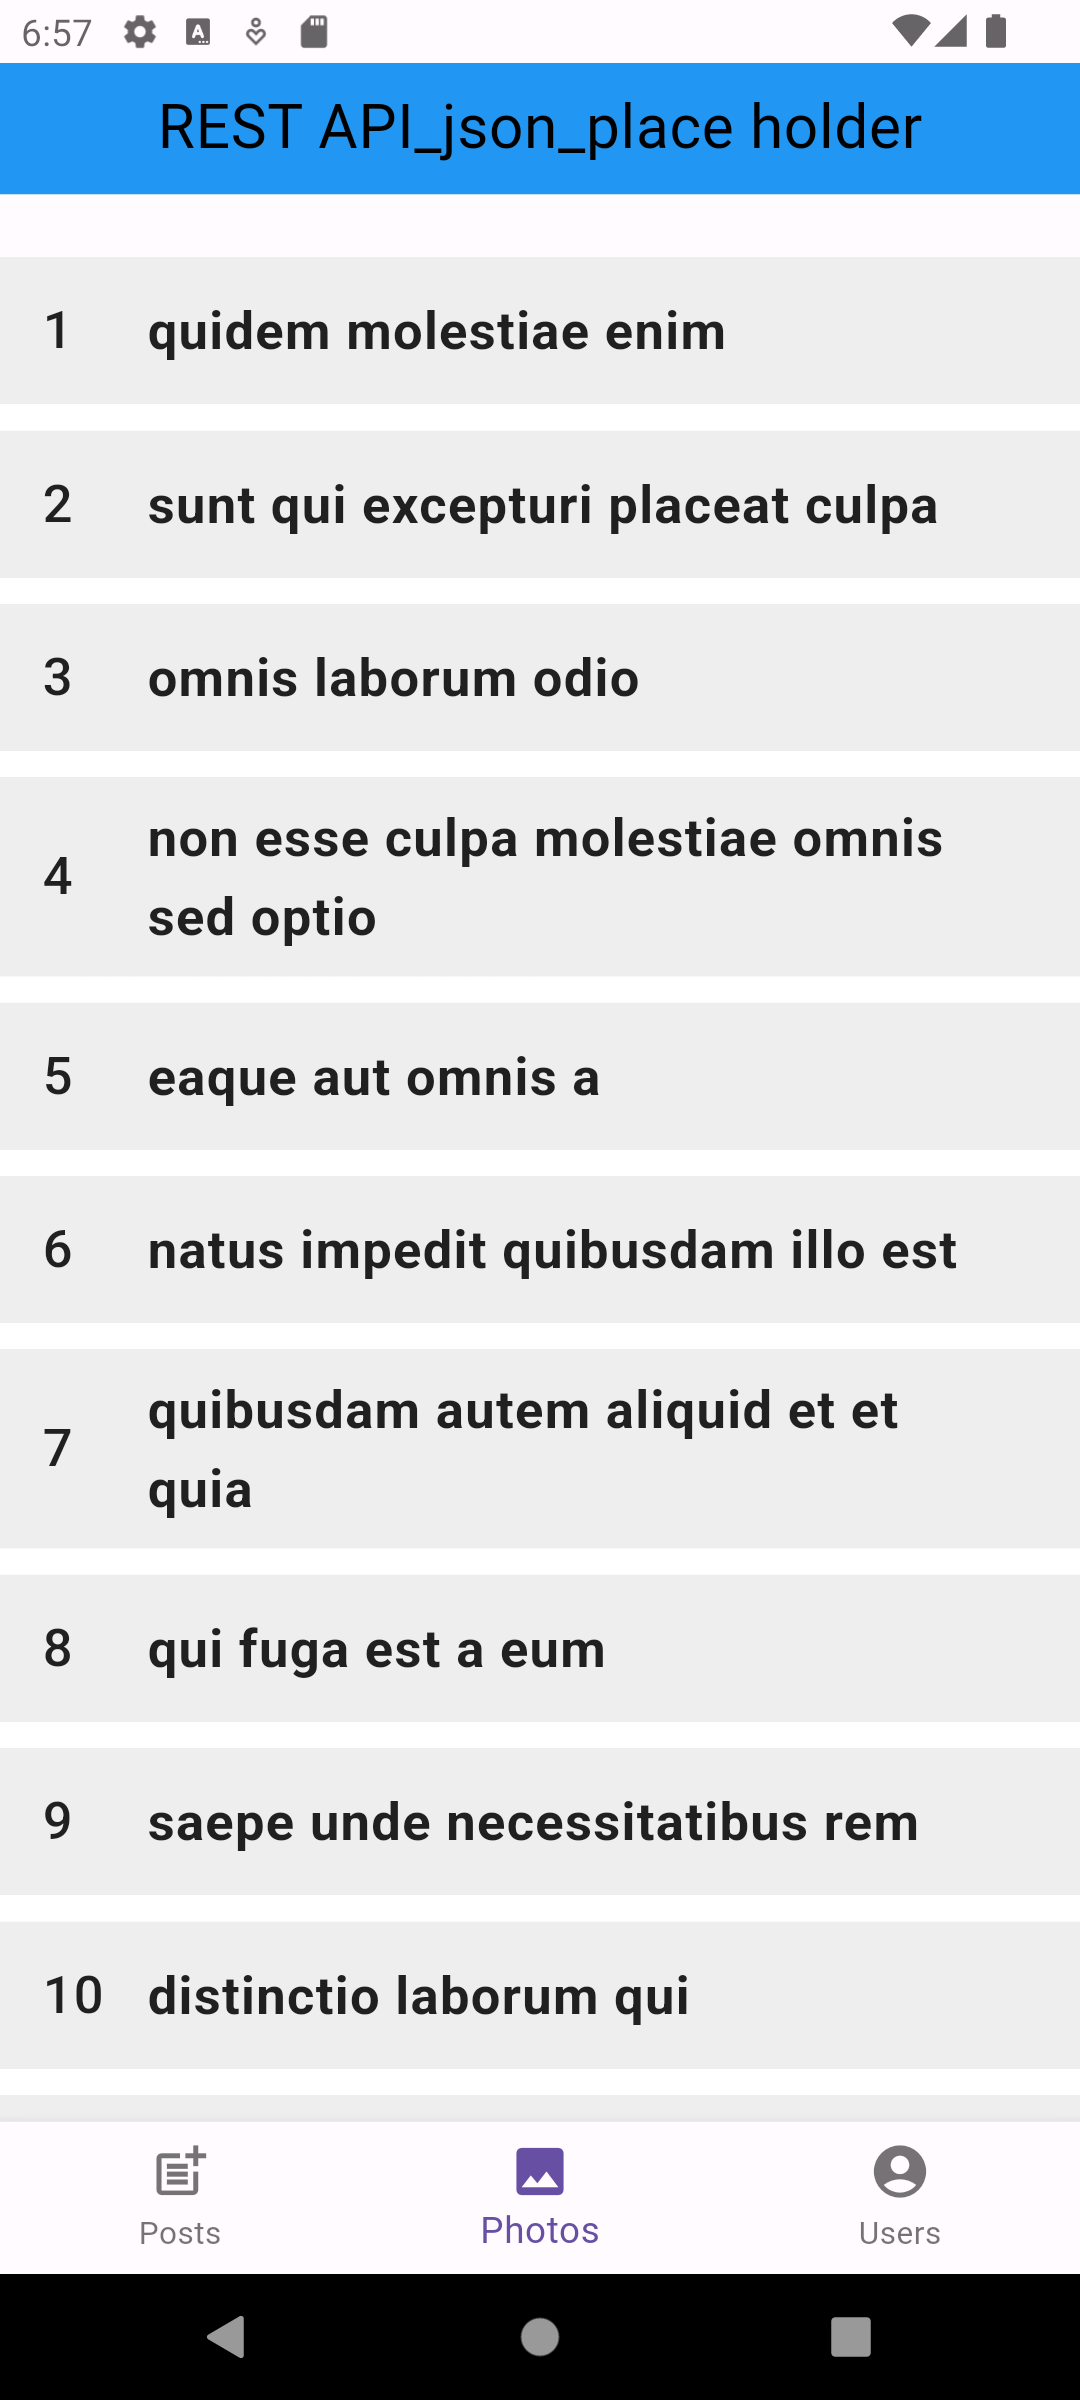 6:57
REST API_json_place holder
1 quidem molestiae enim
2 sunt qui excepturi placeat culpa
3 omnis laborum odio
4 non esse culpa molestiae omnis
sed optio
5 eaque aut omnis a
6 natus impedit quibusdam illo est
7 quibusdam autem aliquid et et
quia
8 qui fuga est a eum
9 saepe unde necessitatibus rem
10 distinctio laborum qui
Posts Photos Users